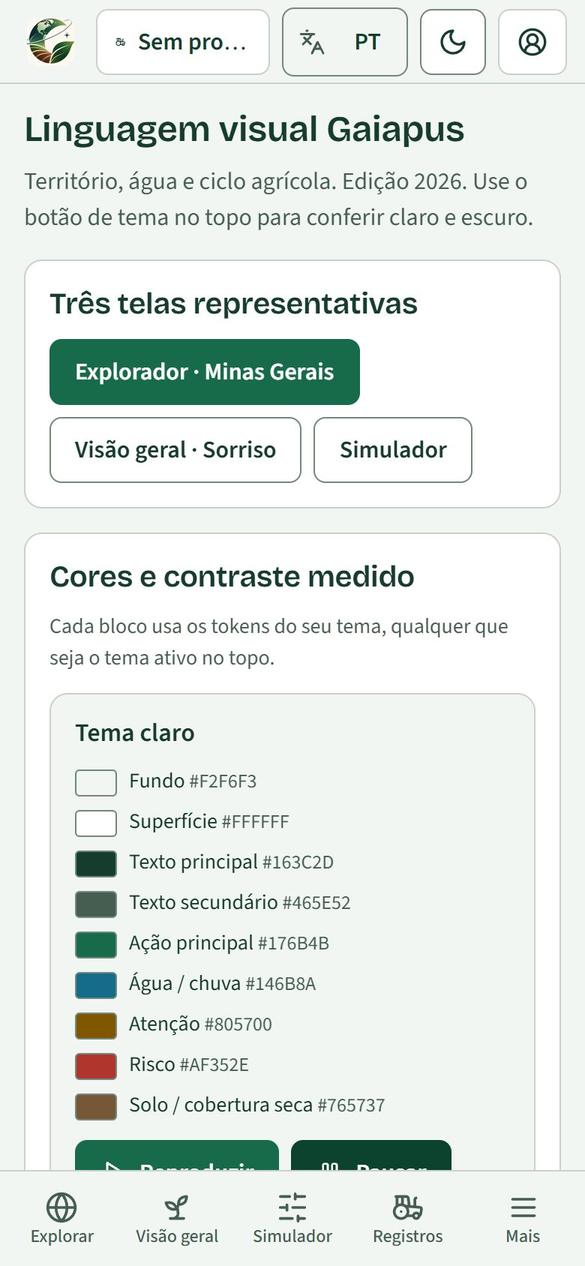 Sem pro…
PT
Linguagem visual Gaiapus
Território, água e ciclo agrícola. Edição 2026. Use o
botão de tema no topo para conferir claro e escuro.
Três telas representativas
Explorador · Minas Gerais
Visão geral · Sorriso
Simulador
Cores e contraste medido
Cada bloco usa os tokens do seu tema, qualquer que
seja o tema ativo no topo.
Tema claro
Fundo #F2F6F3
Superfície #FFFFFF
Texto principal #163C2D
Texto secundário #465E52
Ação principal #176B4B
Água / chuva #146B8A
Atenção #805700
Risco #AF352E
Solo / cobertura seca #765737
Reproduzir
Pausar
Explorar
Visão geral
Simulador
Registros
Mais